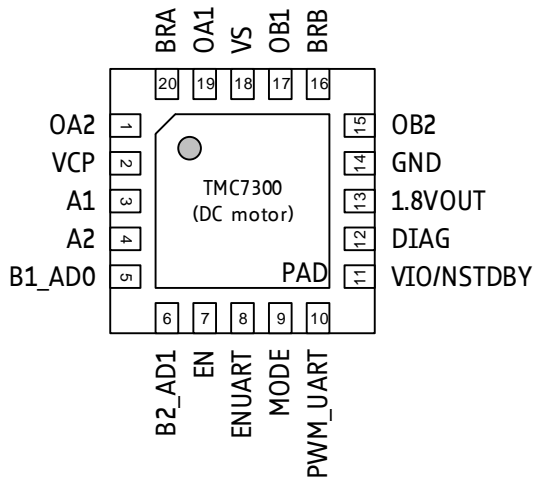 BRA
OA1
VS
OB1
BRB
20
19
18
17
16
OA2 1
VCP 2
A1 3
A2 4
B1_AD0 5
TMC7300
(DC motor)
PAD
15 OB2
14 GND
13 1.8VOUT
12 DIAG
11 VIO/NSTDBY
6
7
8
9
10
B2_AD1
EN
ENUART
MODE
PWM_UART